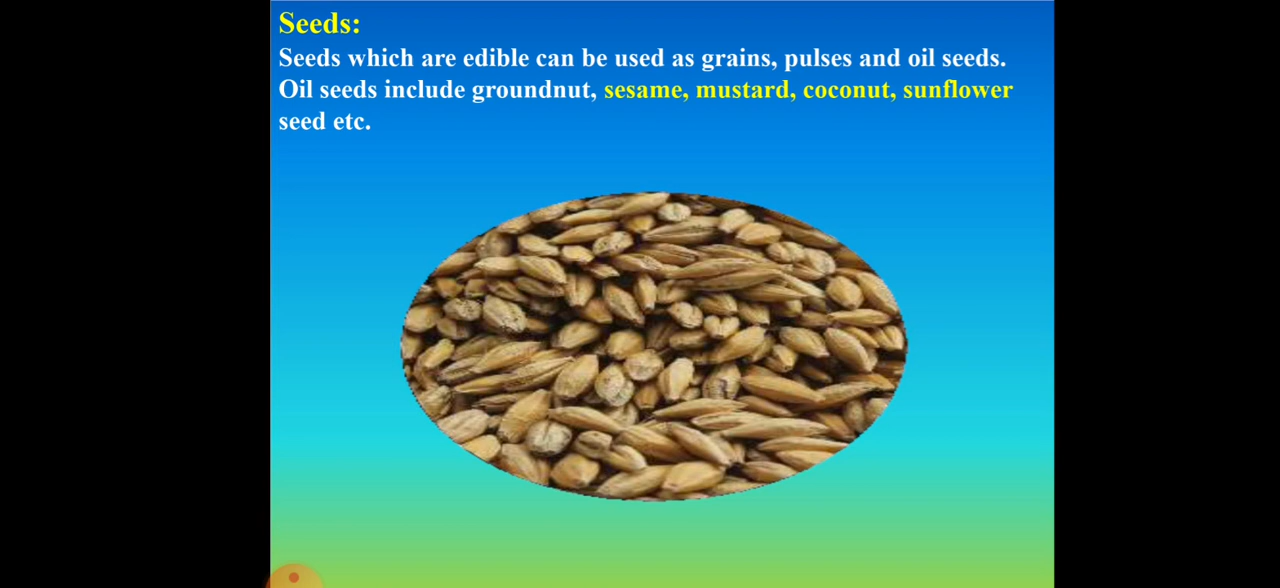 Seeds:
Seeds which are edible can be used as grains, pulses and oil seeds.
Oil seeds include groundnut, sesame, mustard, coconut, sunflower
seed etc.